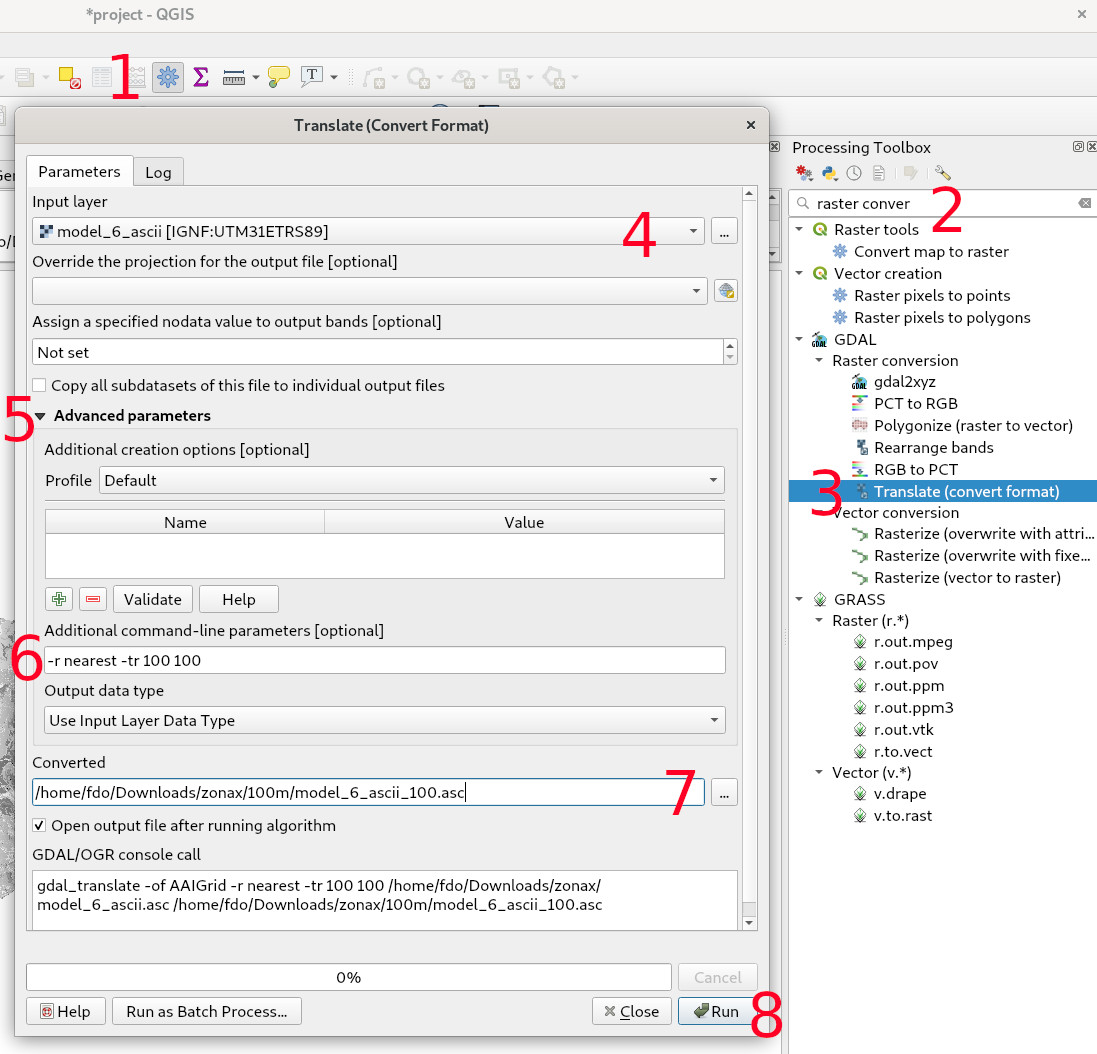 *project - QGIS
1
Translate (Convert Format)
Parameters
Log
Input layer
model_6_ascii [IGNF:UTM31ETRS89]
4
...
Override the projection for the output file [optional]
Assign a specified nodata value to output bands [optional]
Not set
Copy all subdatasets of this file to individual output files
5
Advanced parameters
Additional creation options [optional]
Profile Default
Name Value
Validate
Help
Additional command-line parameters [optional]
6
-r nearest -tr 100 100
Output data type
Use Input Layer Data Type
Converted
/home/fdo/Downloads/zonax/100m/model_6_ascii_100.asc
7
...
Open output file after running algorithm
GDAL/OGR console call
gdal_translate -of AAIGrid -r nearest -tr 100 100 /home/fdo/Downloads/zonax/
model_6_ascii.asc /home/fdo/Downloads/zonax/100m/model_6_ascii_100.asc
0%
Cancel
Help
Run as Batch Process...
Close
Run
8
Processing Toolbox
raster conver
2
Raster tools
Convert map to raster
Vector creation
Raster pixels to points
Raster pixels to polygons
GDAL
Raster conversion
gdal2xyz
PCT to RGB
Polygonize (raster to vector)
Rearrange bands
RGB to PCT
3
Translate (convert format)
Vector conversion
Rasterize (overwrite with attri...
Rasterize (overwrite with fixe...
Rasterize (vector to raster)
GRASS
Raster (r.*)
r.out.mpeg
r.out.pov
r.out.ppm
r.out.ppm3
r.out.vtk
r.to.vect
Vector (v.*)
v.drape
v.to.rast